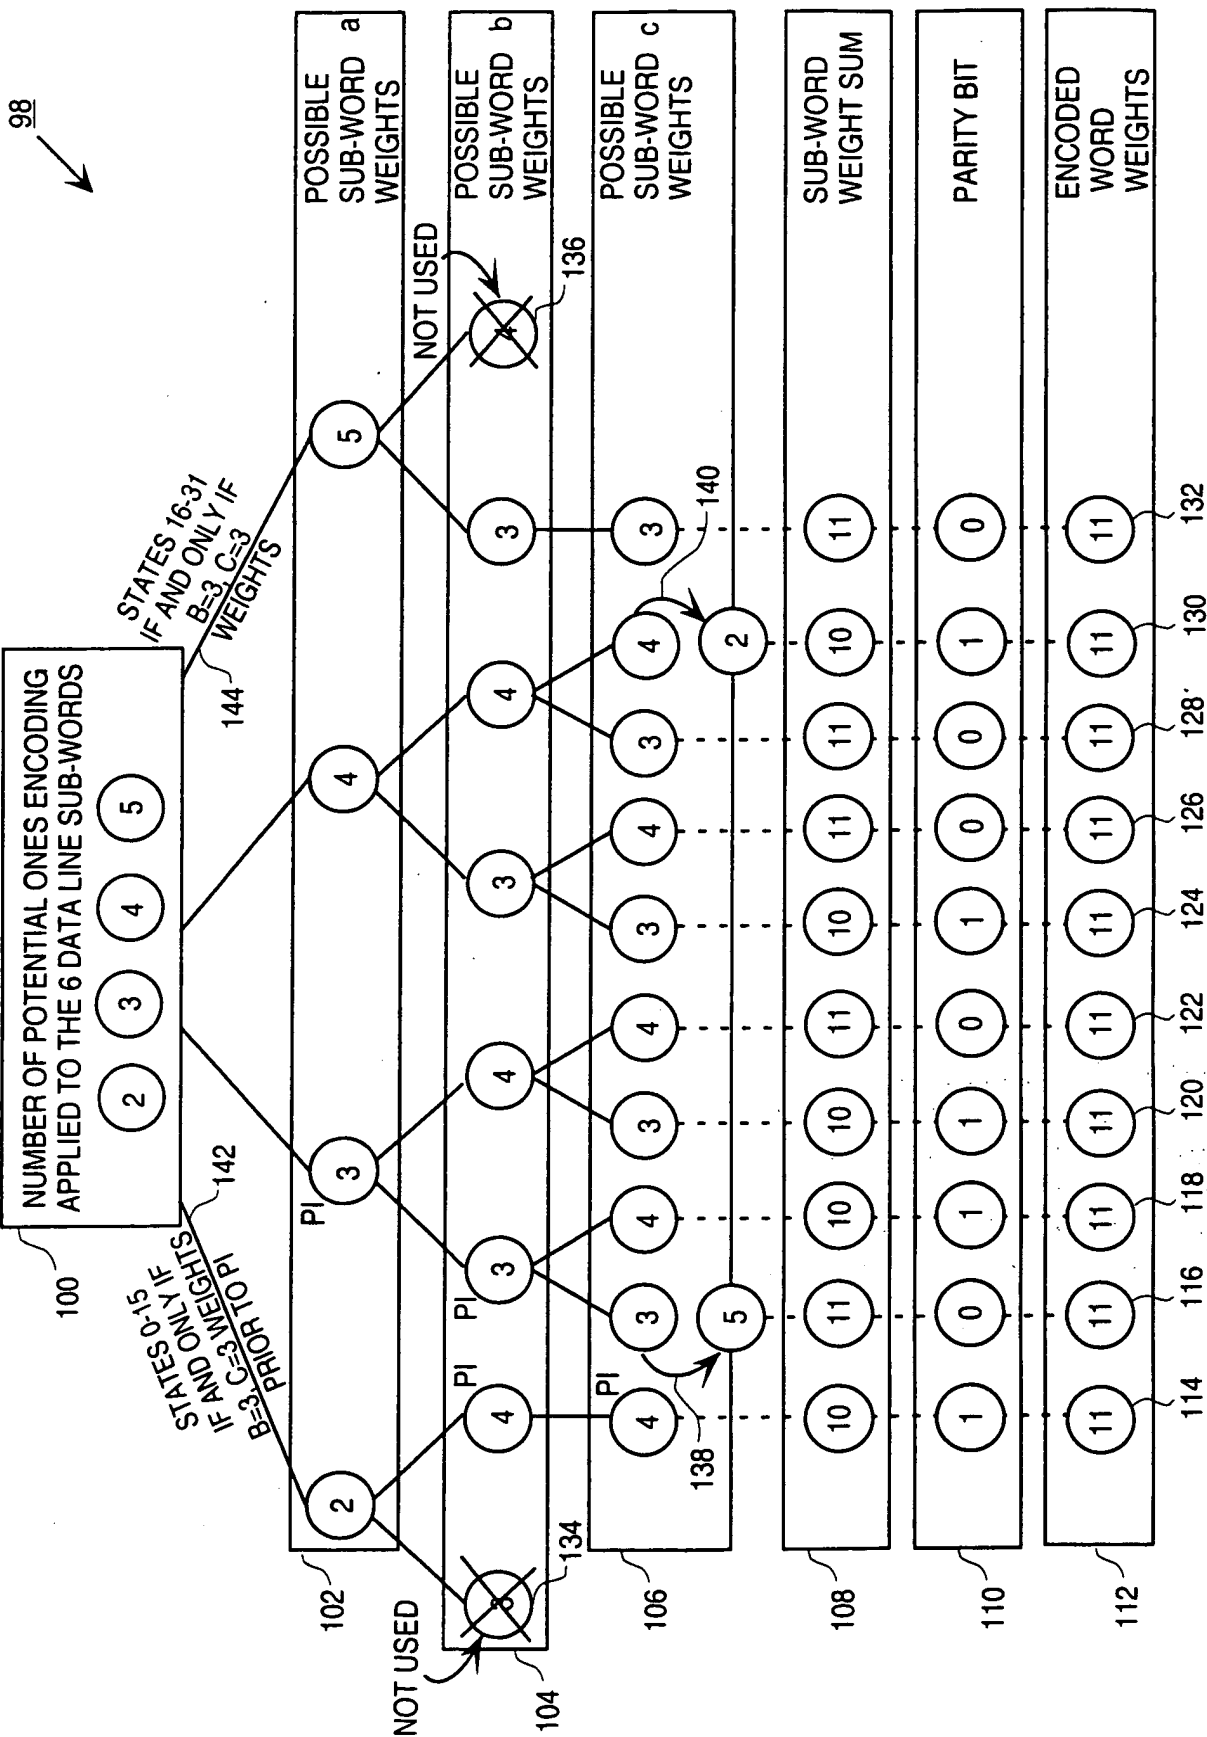 98
NUMBER OF POTENTIAL ONES ENCODING
APPLIED TO THE 6 DATA LINE SUB-WORDS
2 3 4 5
100
STATES 0-15
IF AND ONLY IF
B=3, C=3 WEIGHTS
PRIOR TO PI
142
STATES 16-31
IF AND ONLY IF
B=3, C=3
WEIGHTS
144
POSSIBLE a
SUB-WORD
WEIGHTS
2 PI 3 4 5
102
NOT USED
NOT USED
POSSIBLE b
SUB-WORD
WEIGHTS
3 PI 4 PI 3 4 3 4 3 4
104
134
136
POSSIBLE c
SUB-WORD
WEIGHTS
PI 4 3 4 3 4 3 4 3 4 3
5 2
106
138
140
SUB-WORD
WEIGHT SUM
10 11 10 10 11 10 11 11 10 11
108
PARITY BIT
1 0 1 1 0 1 0 0 1 0
110
ENCODED
WORD
WEIGHTS
11 11 11 11 11 11 11 11 11 11
112
114 116 118 120 122 124 126 128' 130 132